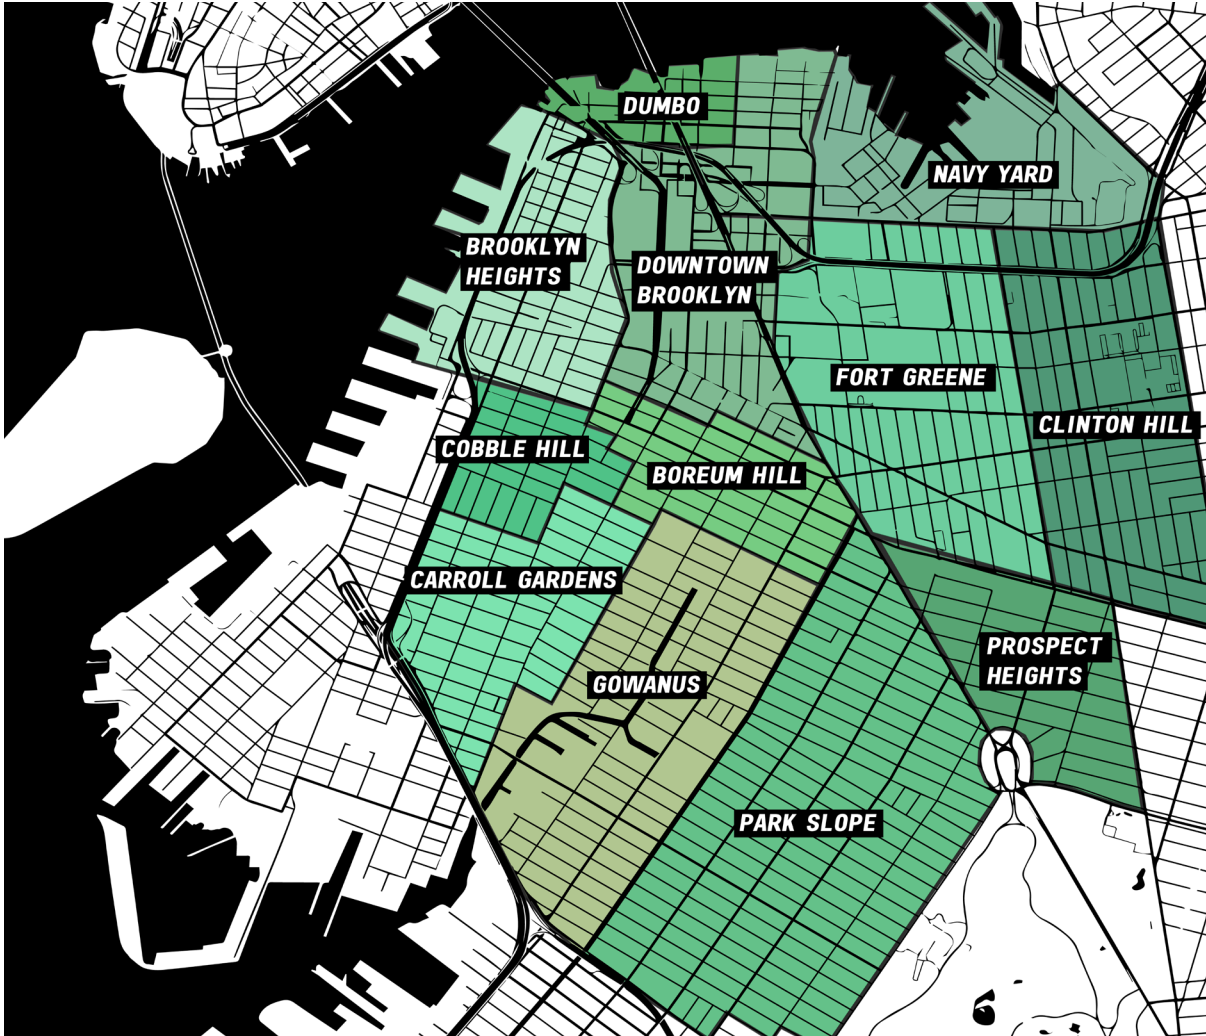 DUMBO
NAVY YARD
BROOKLYN
HEIGHTS
DOWNTOWN
BROOKLYN
FORT GREENE
CLINTON HILL
COBBLE HILL
BOREUM HILL
CARROLL GARDENS
PROSPECT
HEIGHTS
GOWANUS
PARK SLOPE